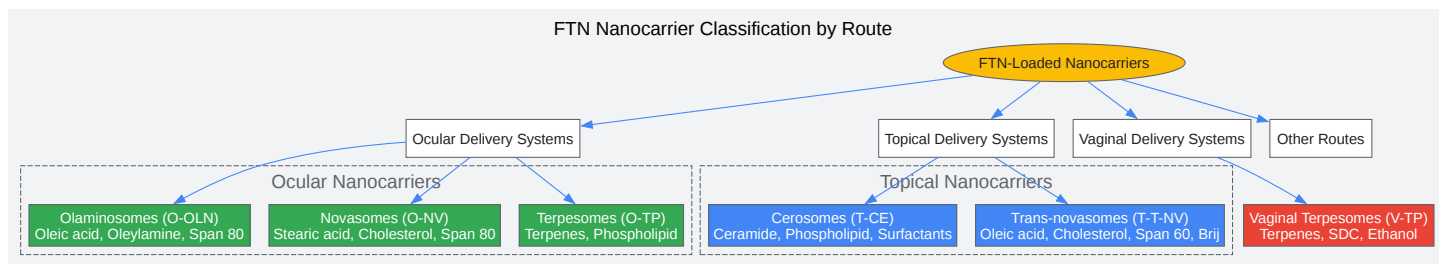 FTN Nanocarrier Classification by Route
FTN-Loaded Nanocarriers
Ocular Delivery Systems
Topical Delivery Systems
Vaginal Delivery Systems
Other Routes
Ocular Nanocarriers
Topical Nanocarriers
Olaminosomes (O-OLN)
Oleic acid, Oleylamine, Span 80
Novasomes (O-NV)
Stearic acid, Cholesterol, Span 80
Terpesomes (O-TP)
Terpenes, Phospholipid
Cerosomes (T-CE)
Ceramide, Phospholipid, Surfactants
Trans-novasomes (T-T-NV)
Oleic acid, Cholesterol, Span 60, Brij
Vaginal Terpesomes (V-TP)
Terpenes, SDC, Ethanol